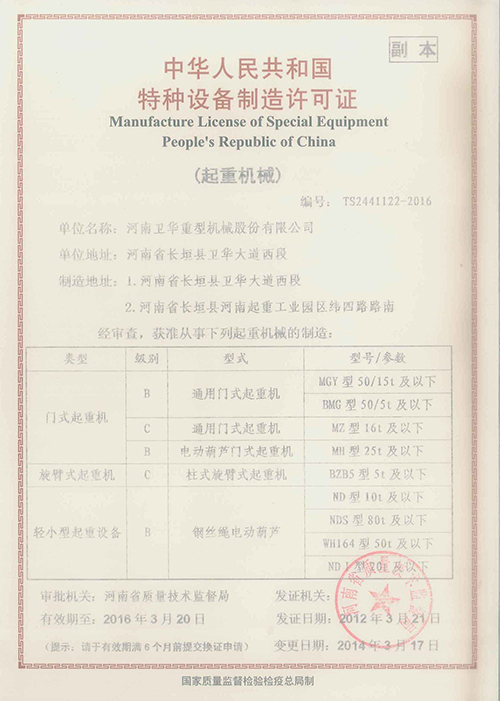 副本
中华人民共和国
特种设备制造许可证
Manufacture License of Special Equipment
People's Republic of China
(起重机械)
编号： TS2441122-2016
单位名称：河南卫华重型机械股份有限公司
单位地址：河南省长垣县卫华大道西段
制造地址：1.河南省长垣县卫华大道西段
2.河南省长垣县河南起重工业园区纬四路路南
经审查，获准从事下列起重机械的制造：
类型 级别 型式 型号/参数
门式起重机 B 通用门式起重机 MGY 型 50/15t 及以下
BMG 型 50/5t 及以下
C 通用门式起重机 MZ 型 16t 及以下
B 电动葫芦门式起重机 MH 型 25t 及以下
旋臂式起重机 C 柱式旋臂式起重机 BZB5 型 5t 及以下
轻小型起重设备 B 钢丝绳电动葫芦 ND 型 10t 及以下
NDS 型 80t 及以下
WH164 型 50t 及以下
型 20t 及以下
审批机关：河南省质量技术监督局 发证机关：
有效期至：2016 年 3 月 20 日 发证日期：2012 年 3 月 21 日
(提示：请于有效期满 6 个月前提交换证申请) 变更日期：2014 年 3 月 17 日
国家质量监督检验检疫总局制